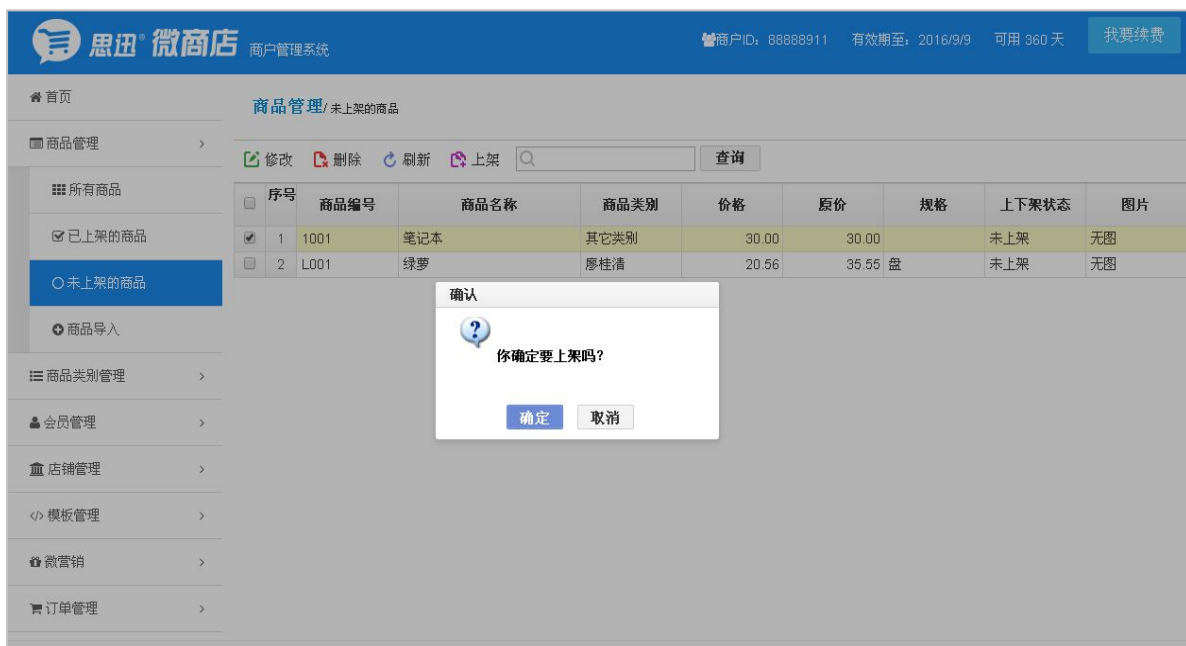 思迅® 微商店 商户管理系统 商户ID：88888911 有效期至：2016/9/9 可用 360 天 我要续费
首页
商品管理
所有商品
已上架的商品
未上架的商品
商品导入
商品类别管理
会员管理
店铺管理
模板管理
微营销
订单管理
商品管理/ 未上架的商品
修改 删除 刷新 上架 查询
序号 商品编号 商品名称 商品类别 价格 原价 规格 上下架状态 图片
1 1001 笔记本 其它类别 30.00 30.00 未上架 无图
2 L001 绿萝 廖桂清 20.56 35.55 盘 未上架 无图
确认
你确定要上架吗？
确定 取消